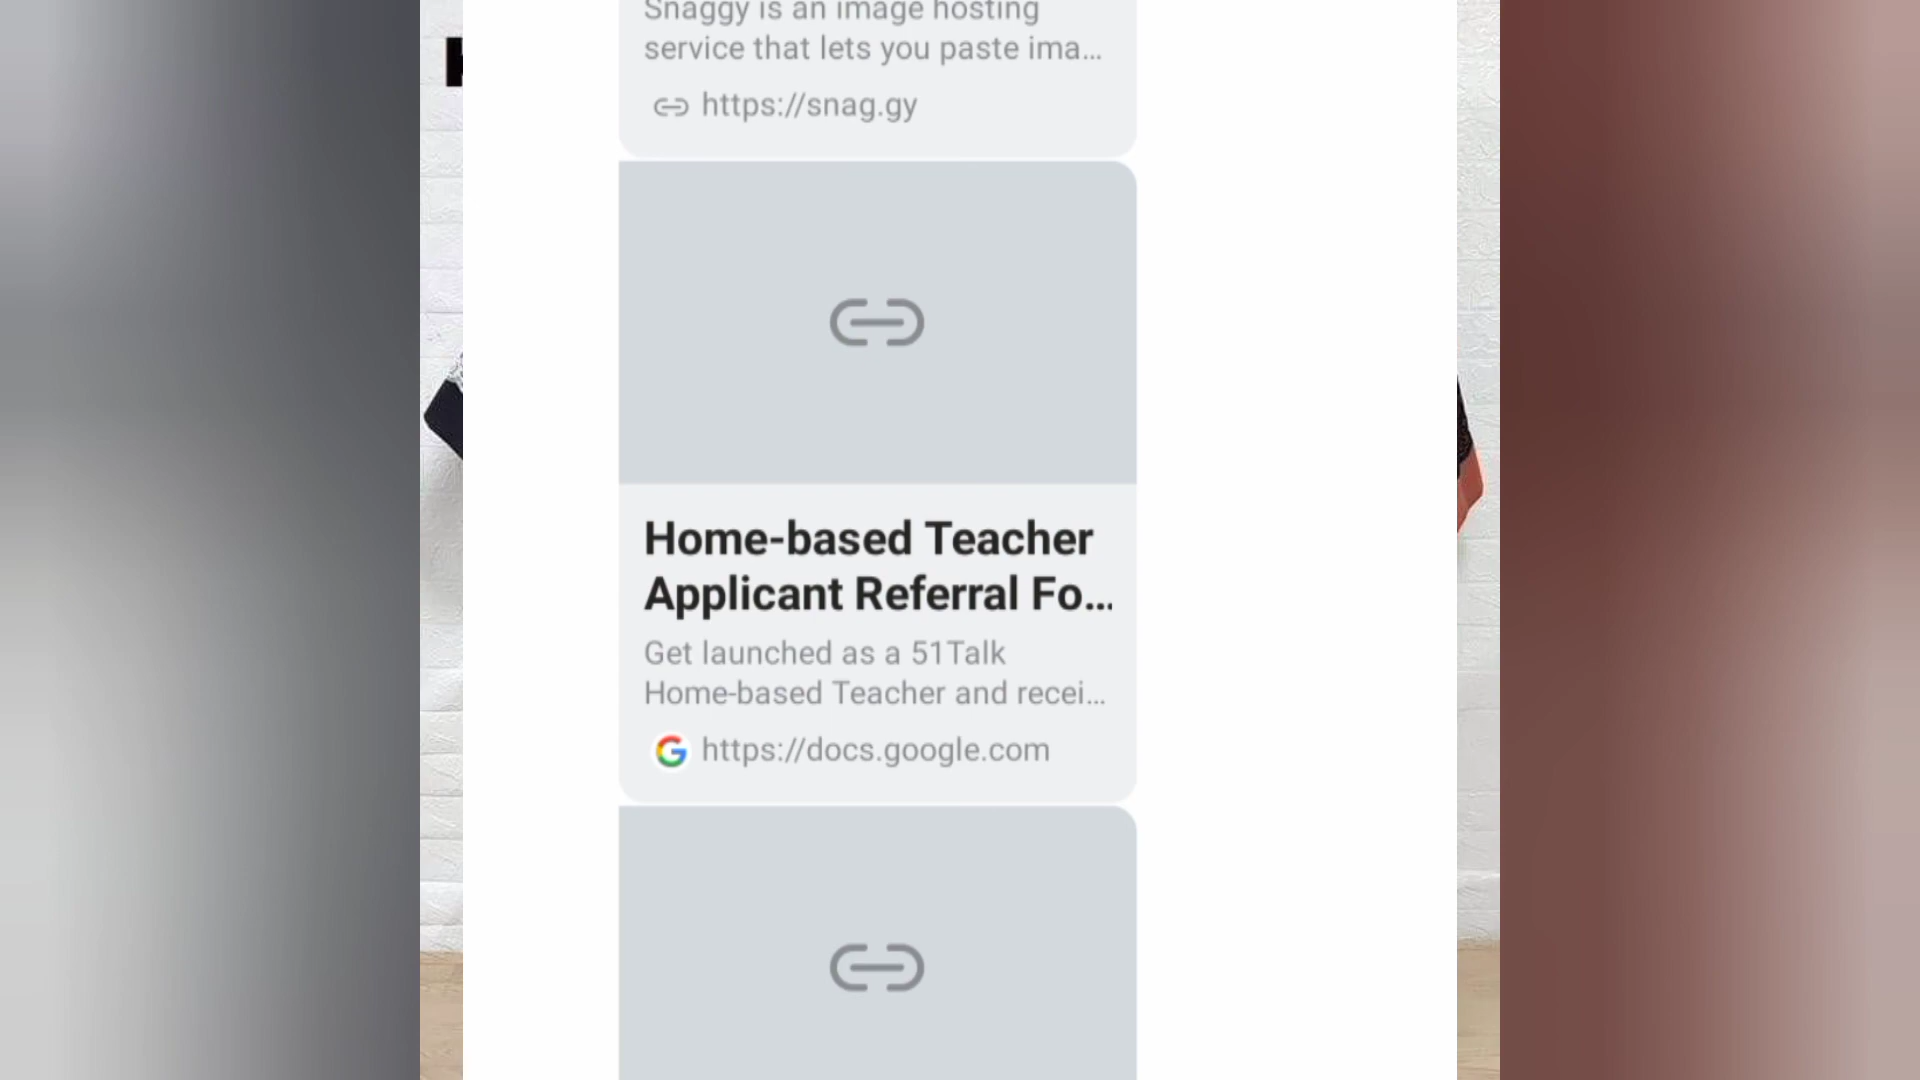 Snaggy is an image hosting
service that lets you paste ima...
https://snag.gy
Home-based Teacher
Applicant Referral Fo...
Get launched as a 51Talk
Home-based Teacher and recei...
https://docs.google.com